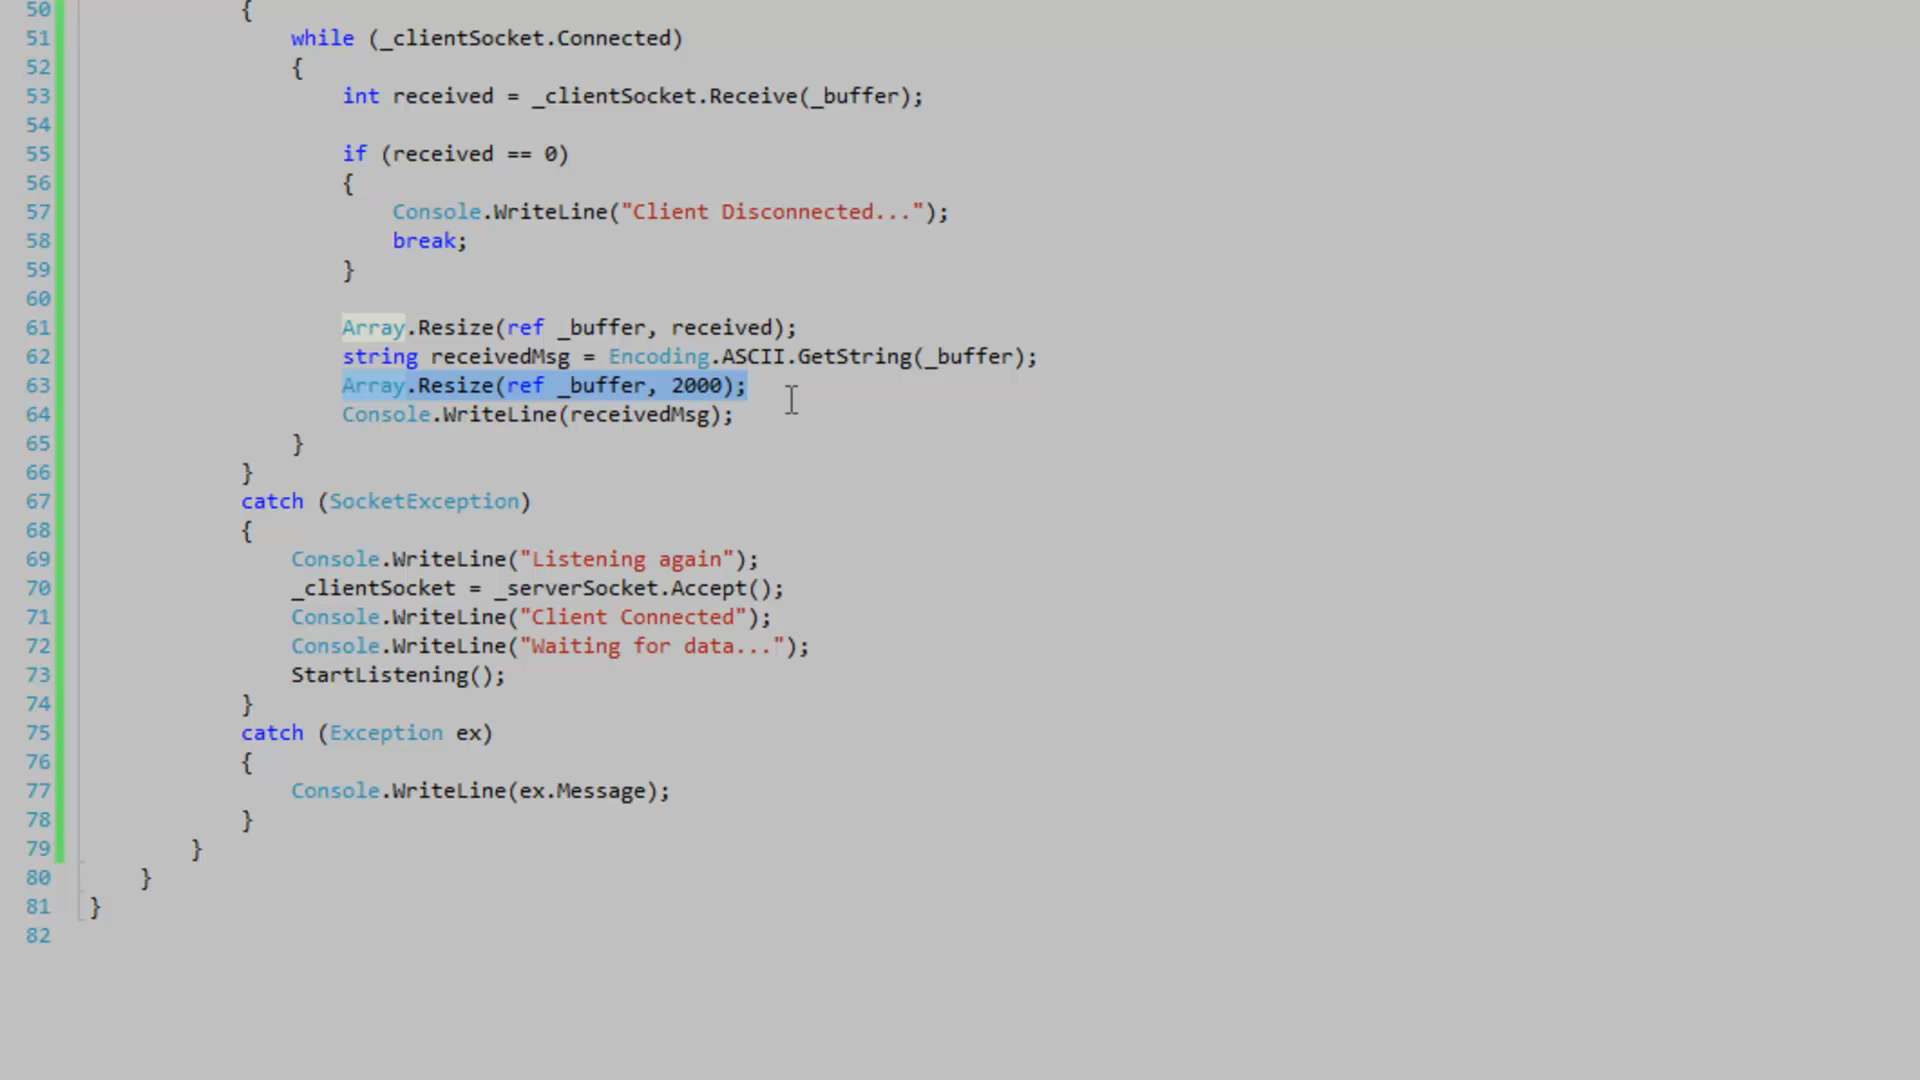 50 {
51 while (_clientSocket.Connected)
52 {
53 int received = _clientSocket.Receive(_buffer);
54
55 if (received == 0)
56 {
57 Console.WriteLine("Client Disconnected...");
58 break;
59 }
60
61 Array.Resize(ref _buffer, received);
62 string receivedMsg = Encoding.ASCII.GetString(_buffer);
63 Array.Resize(ref _buffer, 2000);
64 Console.WriteLine(receivedMsg);
65 }
66 }
67 catch (SocketException)
68 {
69 Console.WriteLine("Listening again");
70 _clientSocket = _serverSocket.Accept();
71 Console.WriteLine("Client Connected");
72 Console.WriteLine("Waiting for data...");
73 StartListening();
74 }
75 catch (Exception ex)
76 {
77 Console.WriteLine(ex.Message);
78 }
79 }
80 }
81 }
82